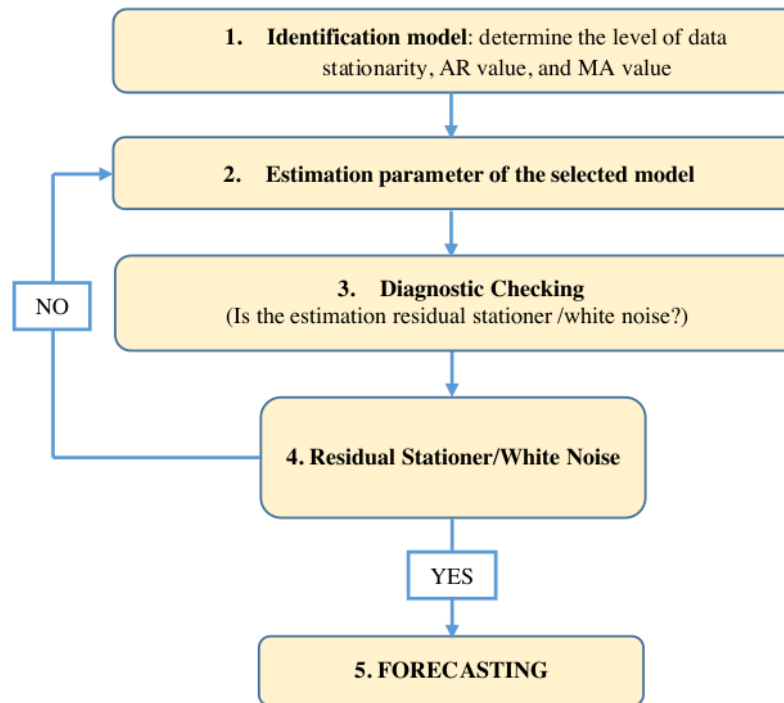 1. Identification model: determine the level of data
stationarity, AR value, and MA value
2. Estimation parameter of the selected model
3. Diagnostic Checking
(Is the estimation residual stationer /white noise?)
NO
4. Residual Stationer/White Noise
YES
5. FORECASTING